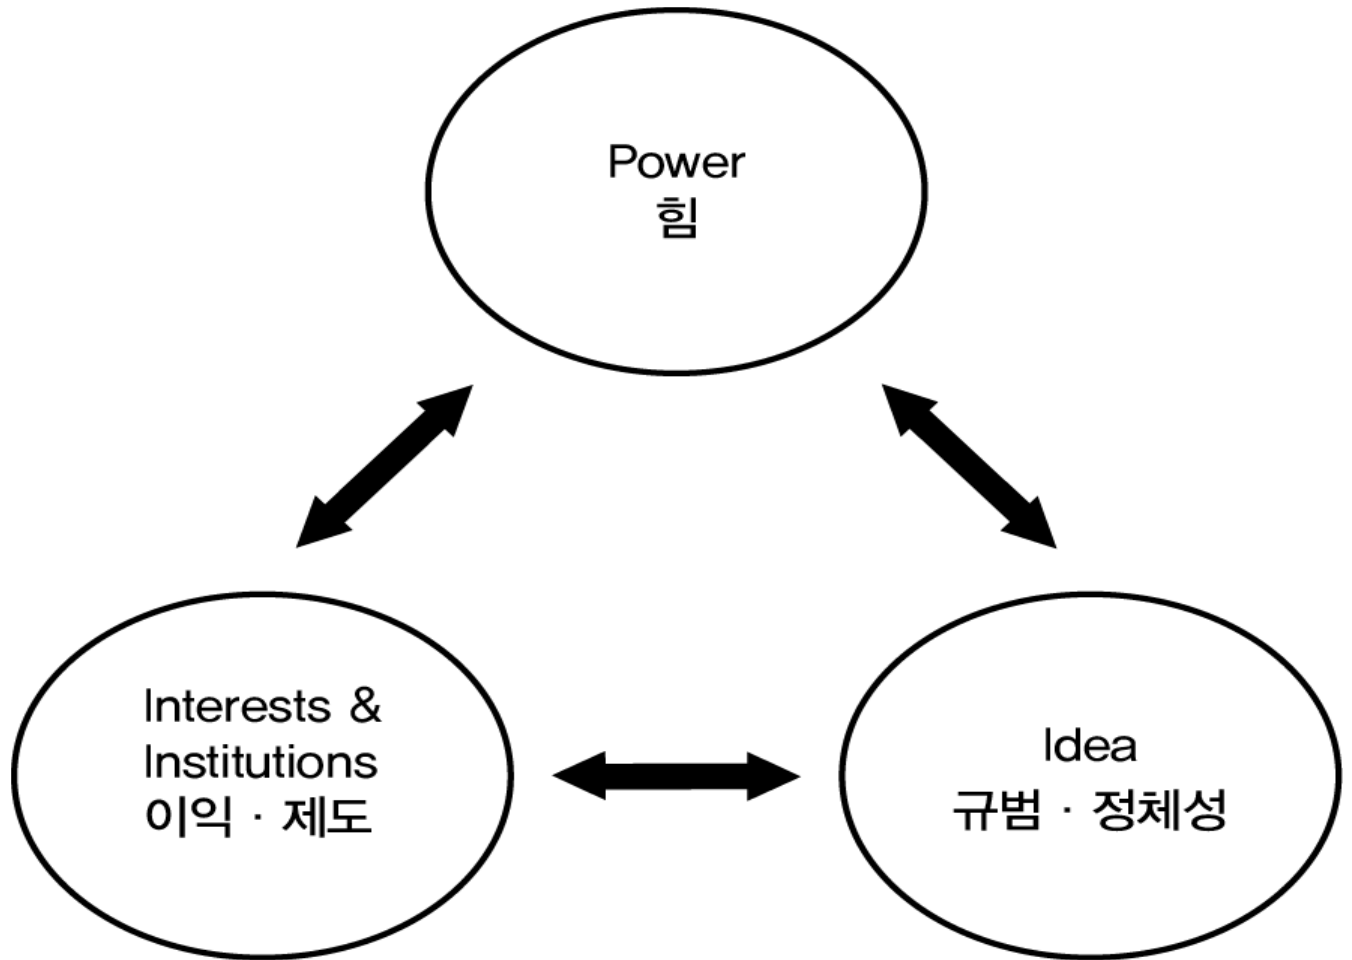 Power
힘
Interests &
Institutions
이익 · 제도
Idea
규범 · 정체성